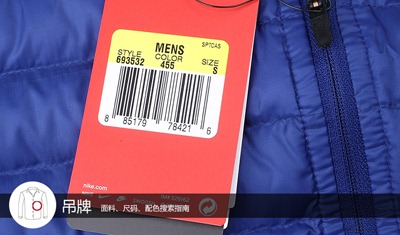 SP7CAS
MENS
STYLE COLOR SIZE
693532 455 S
8 85179 78421 6
nike.com
吊牌 面料、尺码、配色搜索指南